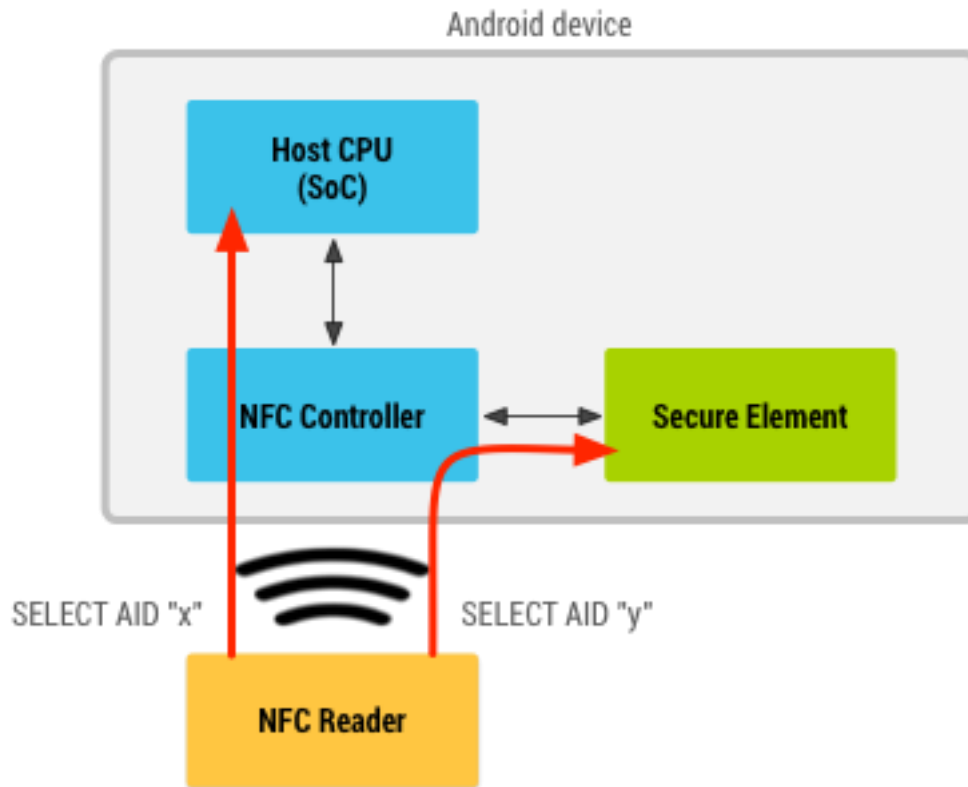 Android device
Host CPU
(SoC)
NFC Controller
Secure Element
SELECT AID "x"
SELECT AID "y"
NFC Reader